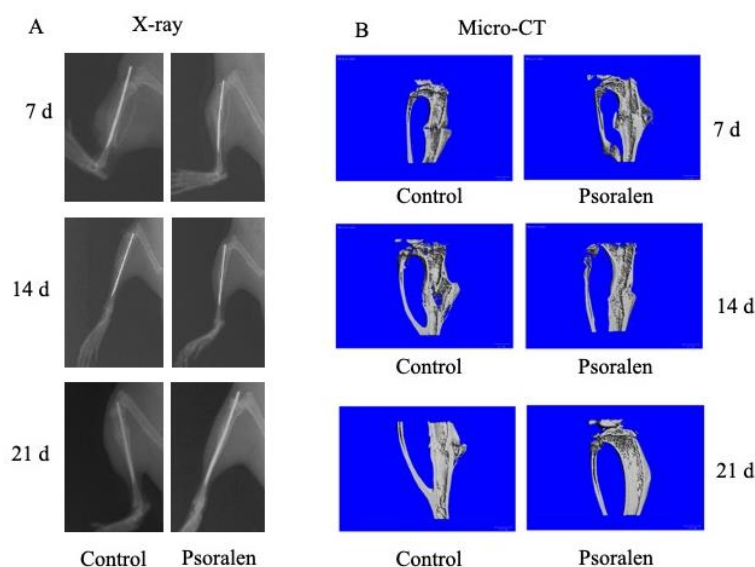 A
X-ray
B
Micro-CT
7 d
7 d
Control
Psoralen
14 d
14 d
Control
Psoralen
21 d
21 d
Control
Psoralen
Control
Psoralen